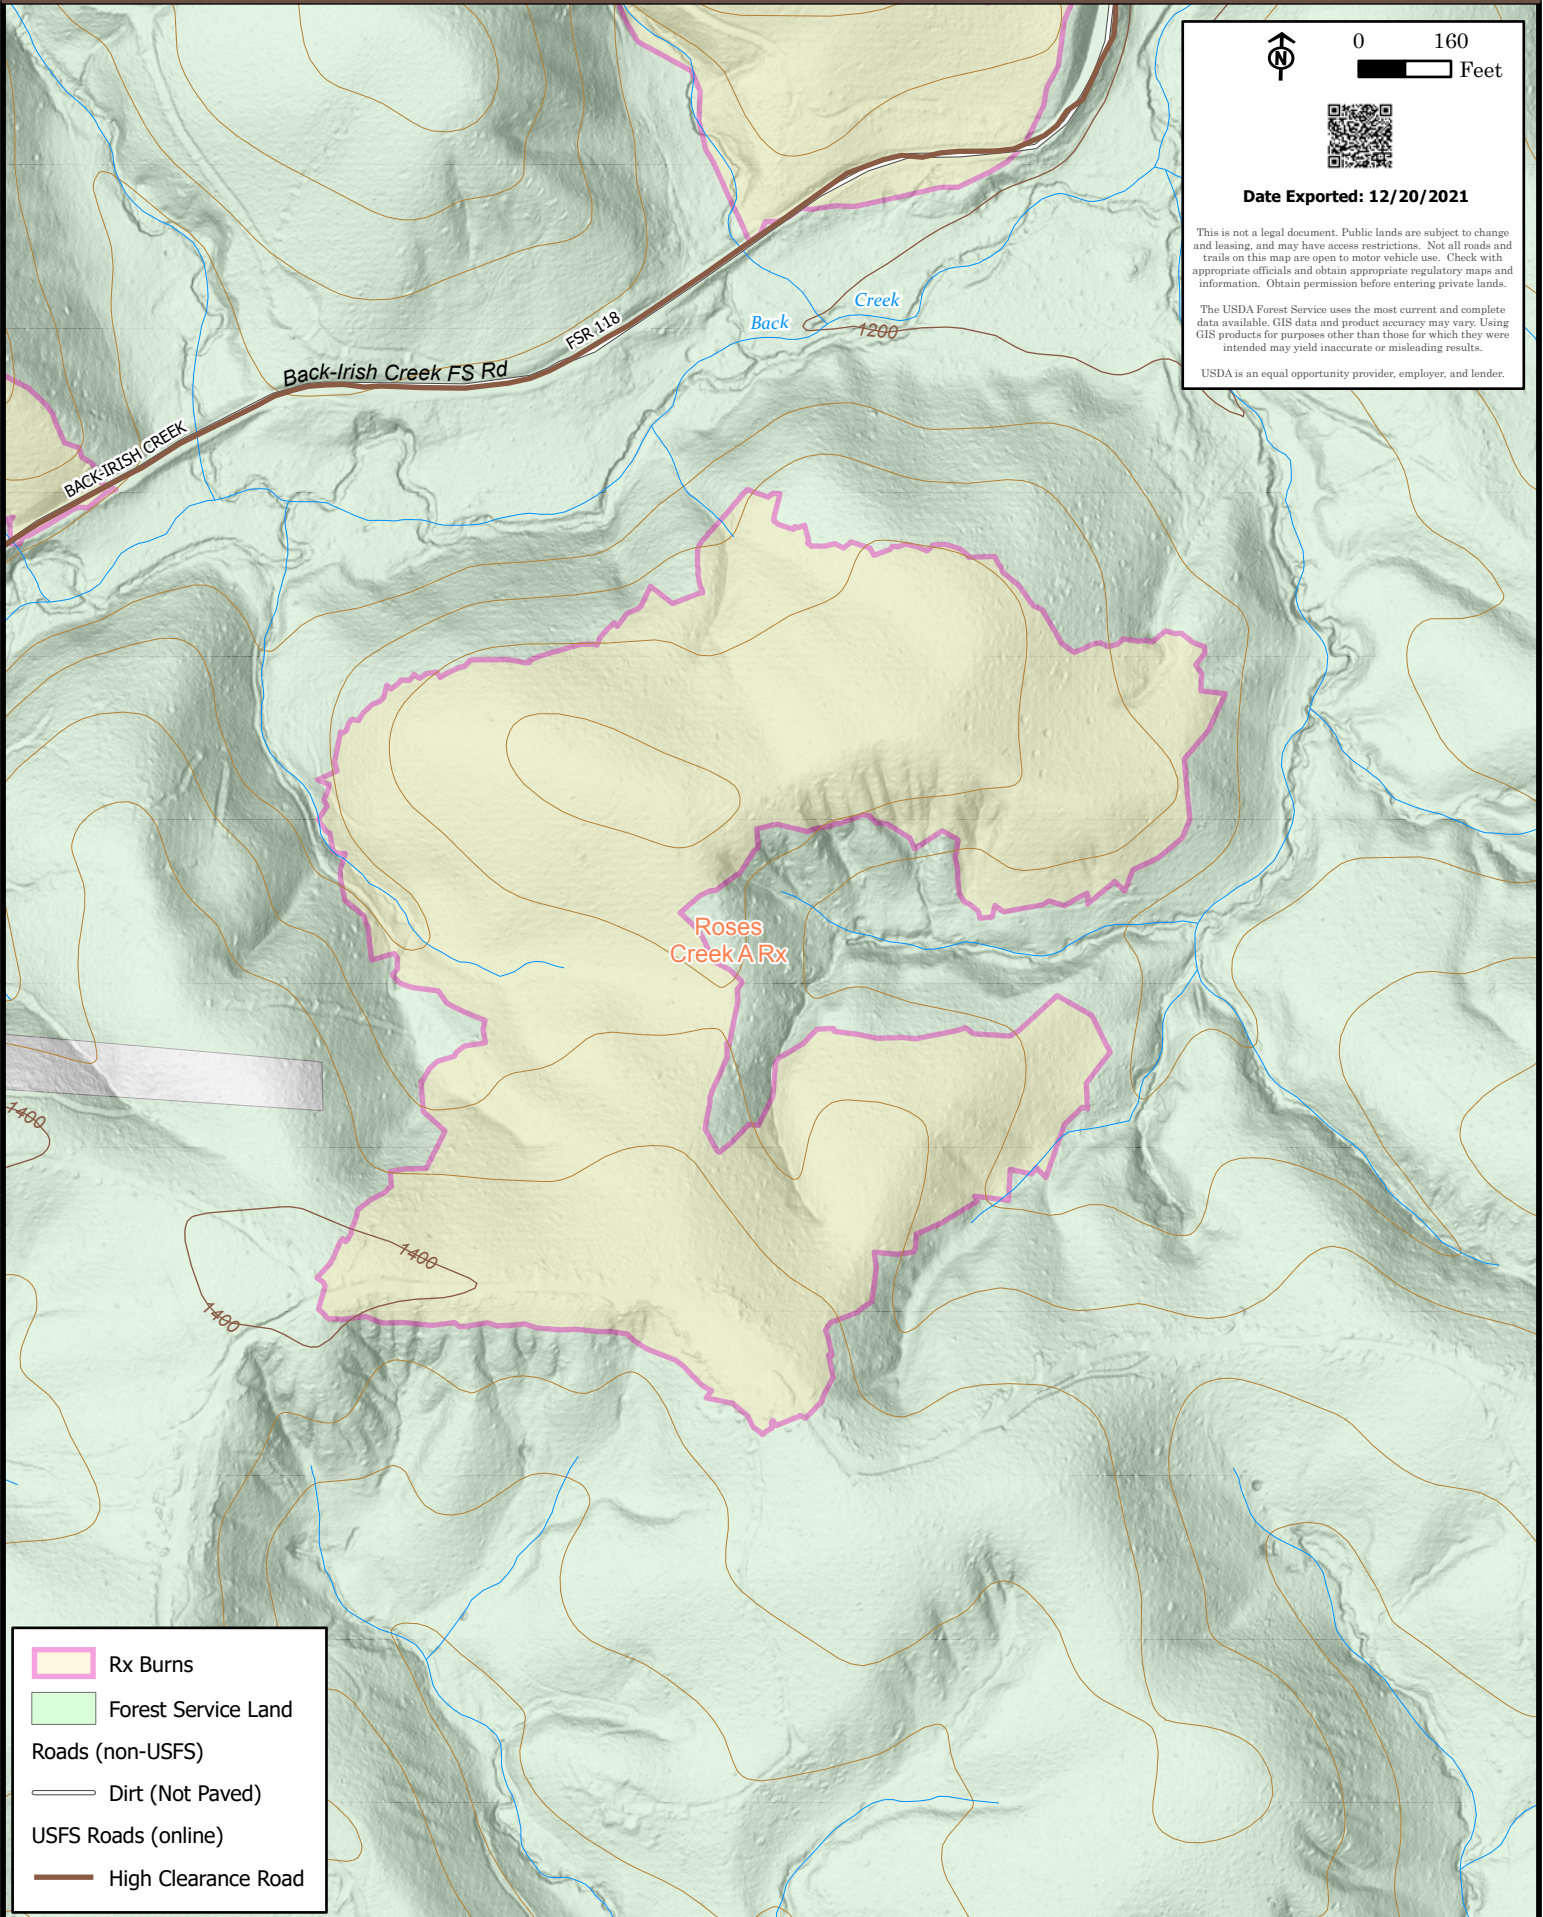 0 160
Feet
N
Date Exported: 12/20/2021
This is not a legal document. Public lands are subject to change
and leasing, and may have access restrictions. Not all roads and
trails on this map are open to motor vehicle use. Check with
appropriate officials and obtain appropriate regulatory maps and
information. Obtain permission before entering private lands.
The USDA Forest Service uses the most current and complete
data available. GIS data and product accuracy may vary. Using
GIS products for purposes other than those for which they were
intended may yield inaccurate or misleading results.
USDA is an equal opportunity provider, employer, and lender.
Back Creek
1200
FSR 118
Back-Irish Creek FS Rd
BACK-IRISH CREEK
Roses
Creek A Rx
1400
1400
1400
Rx Burns
Forest Service Land
Roads (non-USFS)
Dirt (Not Paved)
USFS Roads (online)
High Clearance Road